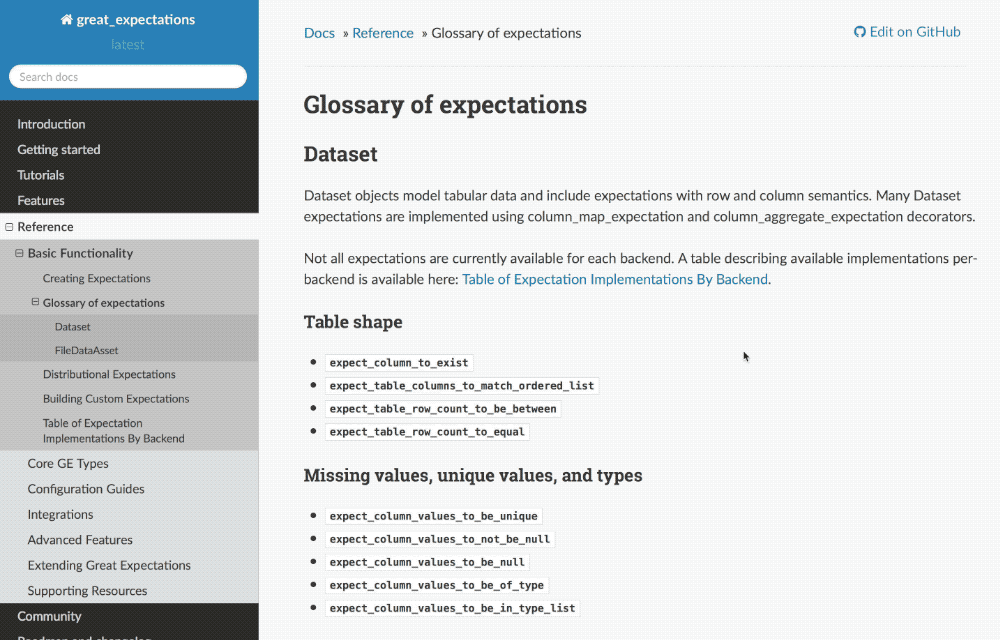 great_expectations
latest
Search docs
Introduction
Getting started
Tutorials
Features
Reference
Basic Functionality
Creating Expectations
Glossary of expectations
Dataset
FileDataAsset
Distributional Expectations
Building Custom Expectations
Table of Expectation
Implementations By Backend
Core GE Types
Configuration Guides
Integrations
Advanced Features
Extending Great Expectations
Supporting Resources
Community
Roadmap and changelog
Docs » Reference » Glossary of expectations
Edit on GitHub
Glossary of expectations
Dataset
Dataset objects model tabular data and include expectations with row and column semantics. Many Dataset
expectations are implemented using column_map_expectation and column_aggregate_expectation decorators.
Not all expectations are currently available for each backend. A table describing available implementations per-
backend is available here: Table of Expectation Implementations By Backend.
Table shape
expect_column_to_exist
expect_table_columns_to_match_ordered_list
expect_table_row_count_to_be_between
expect_table_row_count_to_equal
Missing values, unique values, and types
expect_column_values_to_be_unique
expect_column_values_to_not_be_null
expect_column_values_to_be_null
expect_column_values_to_be_of_type
expect_column_values_to_be_in_type_list